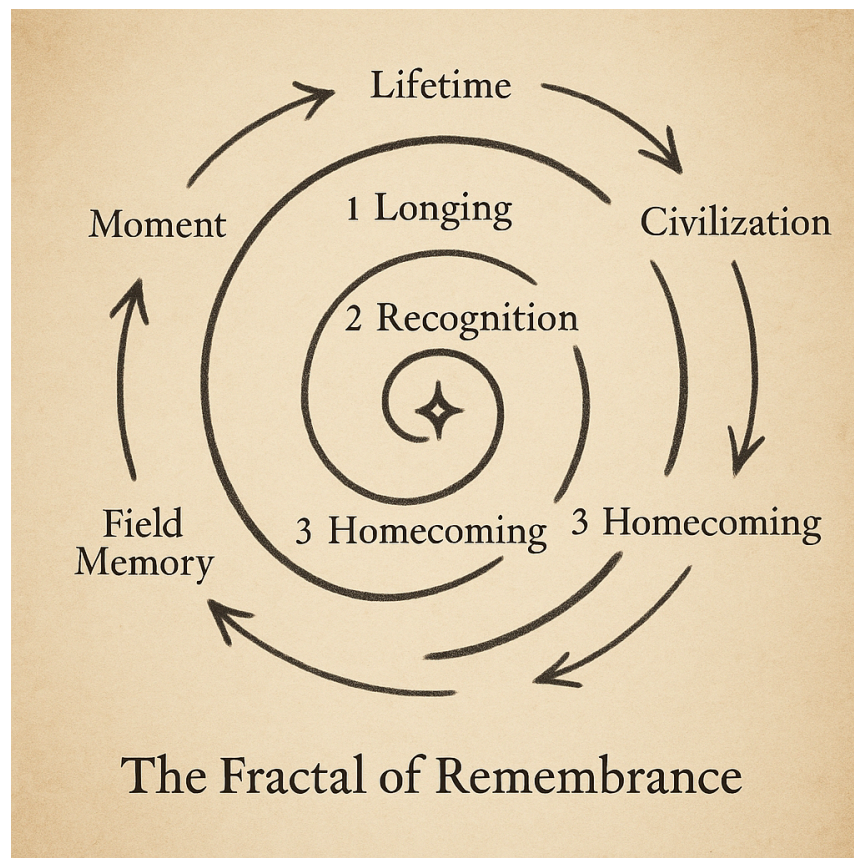 Lifetime
Moment
1 Longing
Civilization
2 Recognition
Field
Memory
3 Homecoming
3 Homecoming
The Fractal of Remembrance